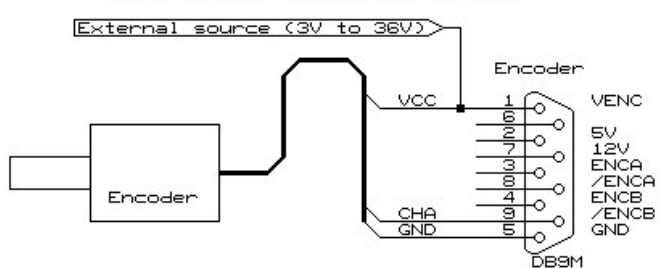 External source (3V to 36V)
Encoder
VCC 1 VENC
6
2 5V
7 12V
3 ENCA
8 /ENCA
Encoder 4 ENCB
CHA 9 /ENCB
GND 5 GND
DB9M